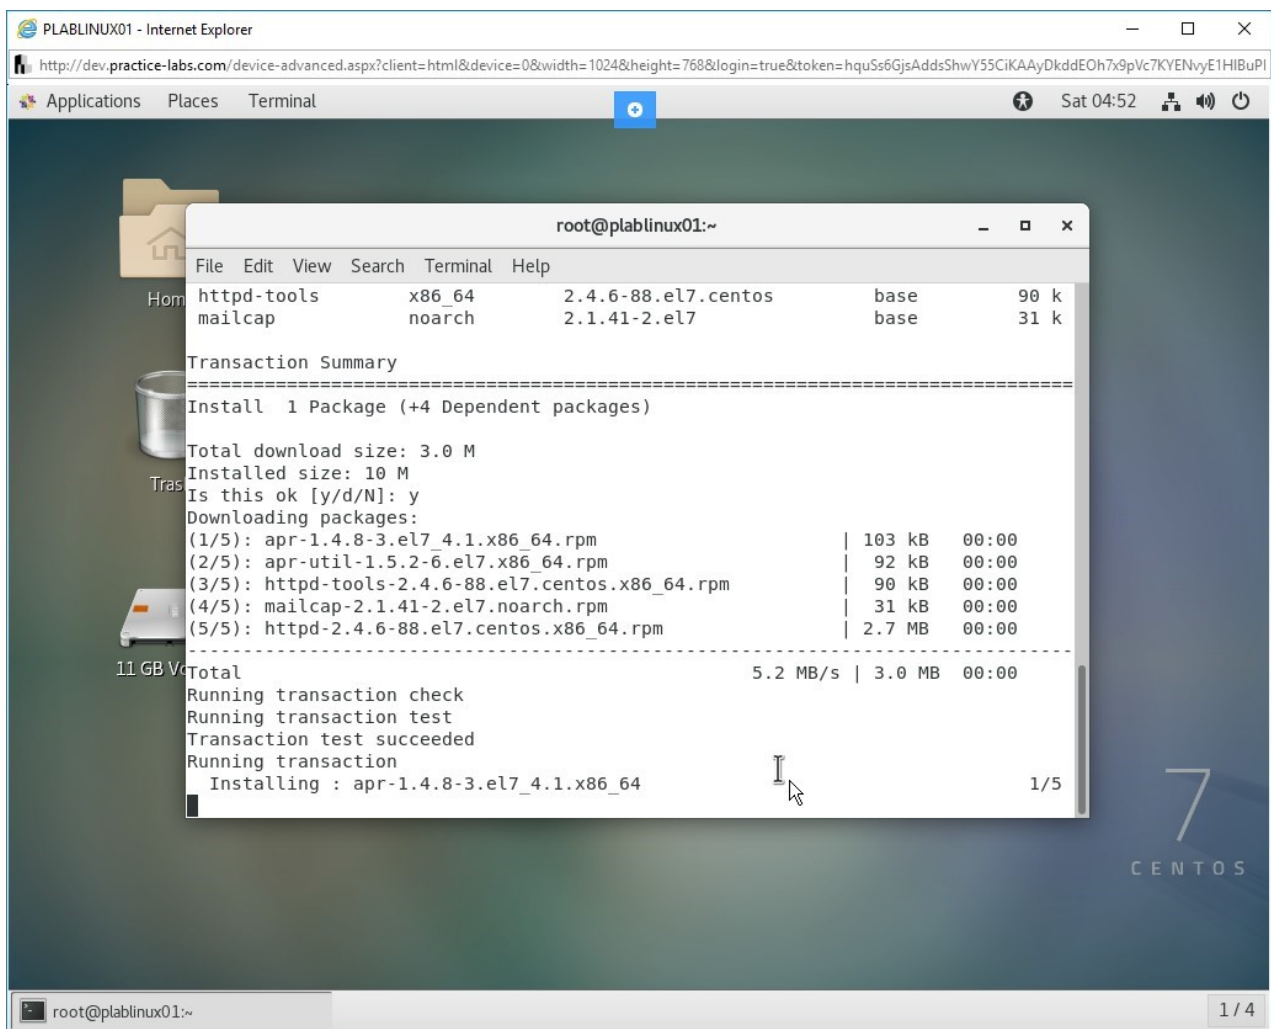 PLABLINUX01 - Internet Explorer
http://dev.practice-labs.com/device-advanced.aspx?client=html&device=0&width=1024&height=768&login=true&token=hquSs6GjsAddsShwY55CiKAAyDkddEOh7x9pVc7KYENvyE1HIBuPl
Applications Places Terminal Sat 04:52
root@plablinux01:~
File Edit View Search Terminal Help
httpd-tools x86_64 2.4.6-88.el7.centos base 90 k
Hom
mailcap noarch 2.1.41-2.el7 base 31 k
Transaction Summary
================================================================================
Install 1 Package (+4 Dependent packages)
Total download size: 3.0 M
Installed size: 10 M
Tras
Is this ok [y/d/N]: y
Downloading packages:
(1/5): apr-1.4.8-3.el7_4.1.x86_64.rpm | 103 kB 00:00
(2/5): apr-util-1.5.2-6.el7.x86_64.rpm | 92 kB 00:00
(3/5): httpd-tools-2.4.6-88.el7.centos.x86_64.rpm | 90 kB 00:00
(4/5): mailcap-2.1.41-2.el7.noarch.rpm | 31 kB 00:00
(5/5): httpd-2.4.6-88.el7.centos.x86_64.rpm | 2.7 MB 00:00
--------------------------------------------------------------------------------
11 GB Vo
Total 5.2 MB/s | 3.0 MB 00:00
Running transaction check
Running transaction test
Transaction test succeeded
Running transaction
Installing : apr-1.4.8-3.el7_4.1.x86_64 1/5
7
CENTOS
root@plablinux01:~ 1 / 4